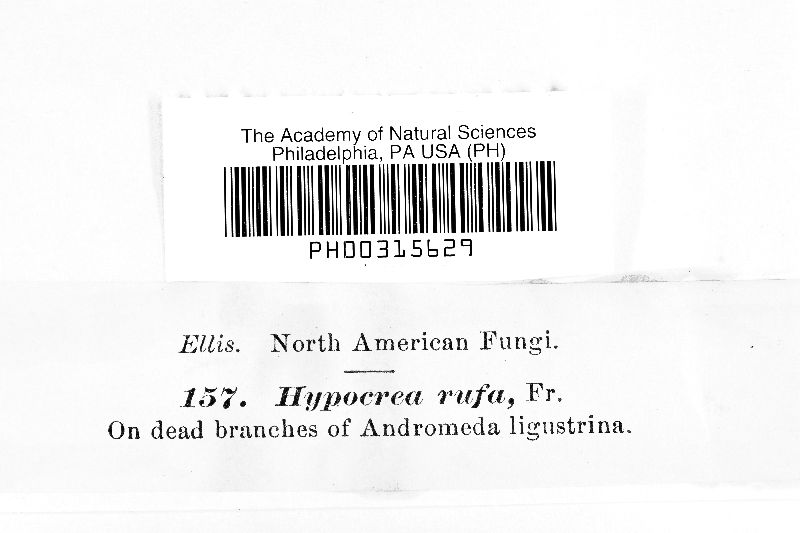 The Academy of Natural Sciences
Philadelphia, PA USA (PH)
PH00315629
Ellis. North American Fungi.
157. Hypocrea rufa, Fr.
On dead branches of Andromeda ligustrina.